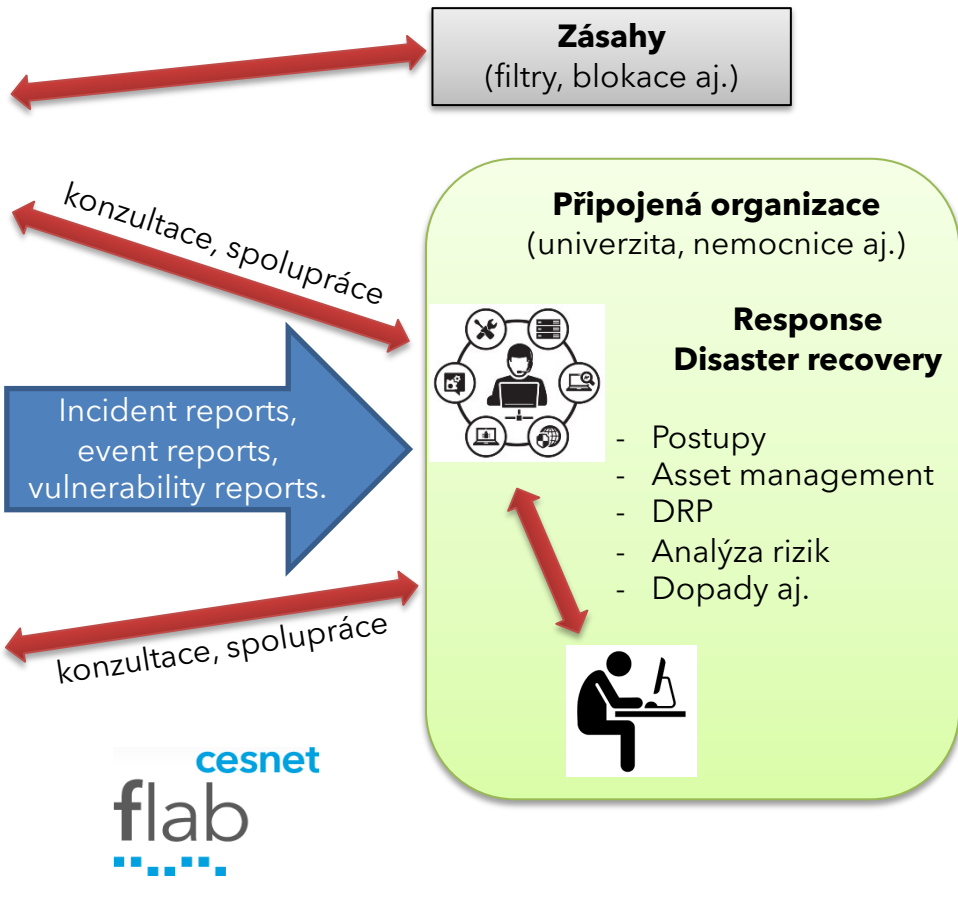 Zásahy
(filtry, blokace aj.)
konzultace, spolupráce
Připojená organizace
(univerzita, nemocnice aj.)
Response
Disaster recovery
Incident reports,
event reports,
vulnerability reports.
- Postupy
- Asset management
- DRP
- Analýza rizik
- Dopady aj.
konzultace, spolupráce
cesnet
flab